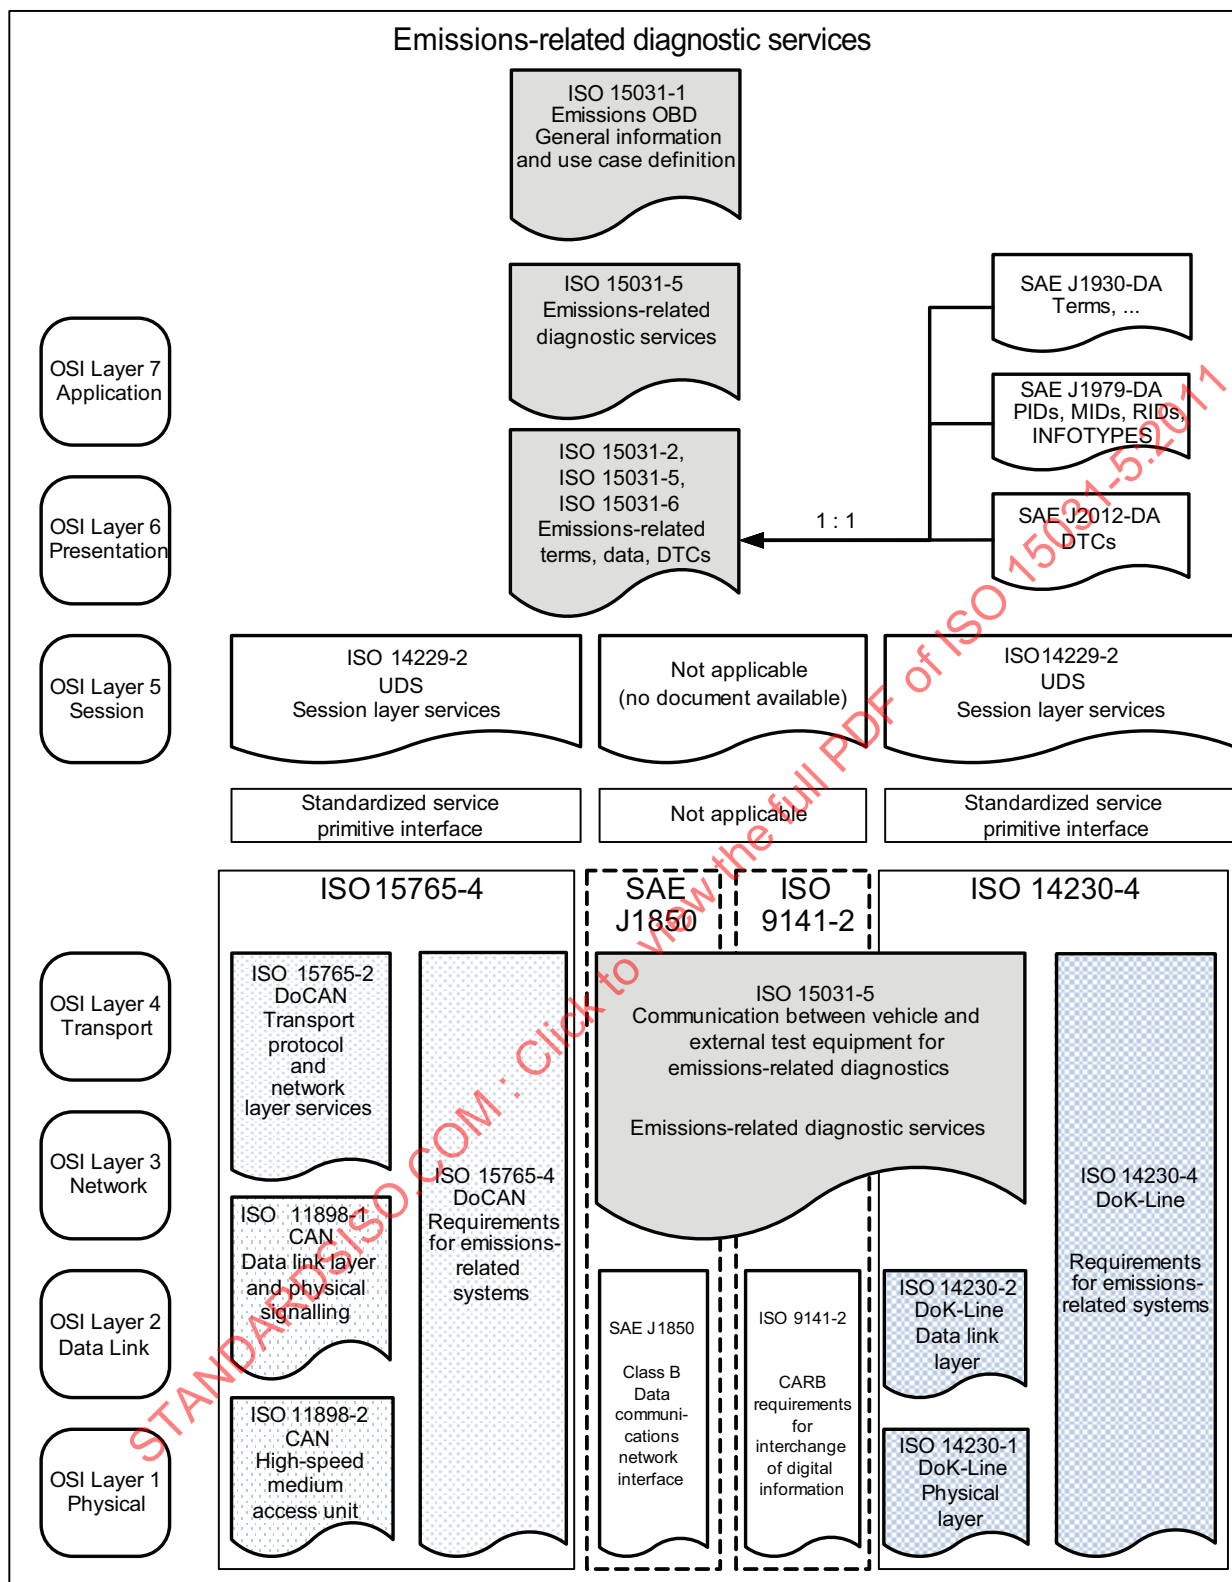 Emissions-related diagnostic services
ISO 15031-1
Emissions OBD
General information
and use case definition
ISO 15031-5
Emissions-related
diagnostic services
SAE J1930-DA
Terms, ...
OSI Layer 7
Application
SAE J1979-DA
PIDs, MIDs, RIDs,
INFOTYPES
ISO 15031-2,
ISO 15031-5,
ISO 15031-6
Emissions-related
terms, data, DTCs
1 : 1
SAE J2012-DA
DTCs
OSI Layer 6
Presentation
OSI Layer 5
Session
ISO 14229-2
UDS
Session layer services
Not applicable
(no document available)
ISO14229-2
UDS
Session layer services
Standardized service
primitive interface
Not applicable
Standardized service
primitive interface
ISO 15765-4
SAE
J1850
ISO
9141-2
ISO 14230-4
OSI Layer 4
Transport
ISO 15765-2
DoCAN
Transport
protocol
and
network
layer services
ISO 15031-5
Communication between vehicle and
external test equipment for
emissions-related diagnostics
Emissions-related diagnostic services
OSI Layer 3
Network
ISO 15765-4
DoCAN
Requirements
for emissions-
related
systems
ISO 14230-4
DoK-Line
Requirements
for emissions-
related systems
ISO 11898-1
CAN
Data link layer
and physical
signalling
OSI Layer 2
Data Link
SAE J1850
Class B
Data
communi-
cations
network
interface
ISO 9141-2
CARB
requirements
for
interchange
of digital
information
ISO 14230-2
DoK-Line
Data link
layer
OSI Layer 1
Physical
ISO 11898-2
CAN
High-speed
medium
access unit
ISO 14230-1
DoK-Line
Physical
layer
STANDARDSISO.COM : Click to view the full PDF of ISO 15031-5:2011